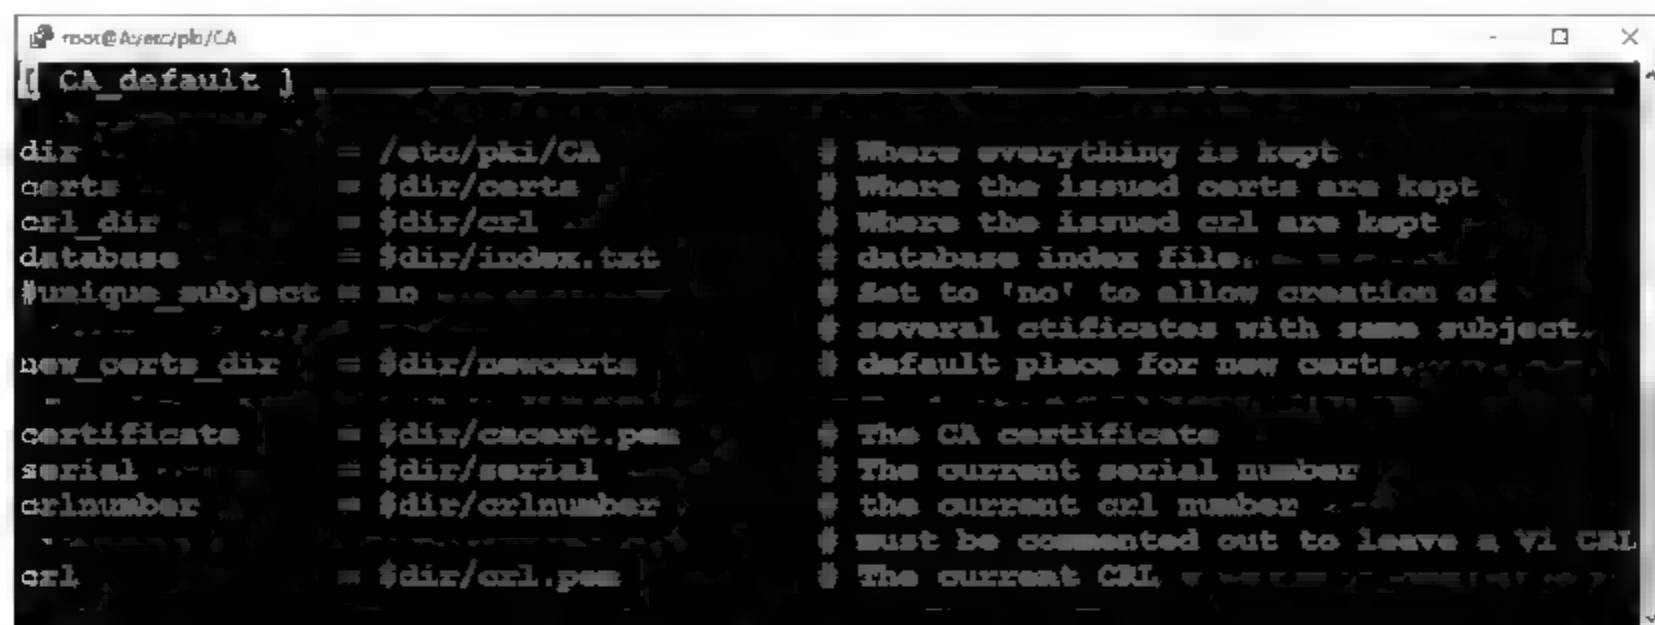 root@A:/etc/pki/CA
[ CA_default ]
dir = /etc/pki/CA # Where everything is kept
certs = $dir/certs # Where the issued certs are kept
crl_dir = $dir/crl # Where the issued crl are kept
database = $dir/index.txt # database index file.
#unique_subject = no # Set to 'no' to allow creation of
# several ctificates with same subject.
new_certs_dir = $dir/newcerts # default place for new certs.
certificate = $dir/cacert.pem # The CA certificate
serial = $dir/serial # The current serial number
crlnumber = $dir/crlnumber # the current crl number
# must be commented out to leave a V1 CRL
crl = $dir/crl.pem # The current CRL